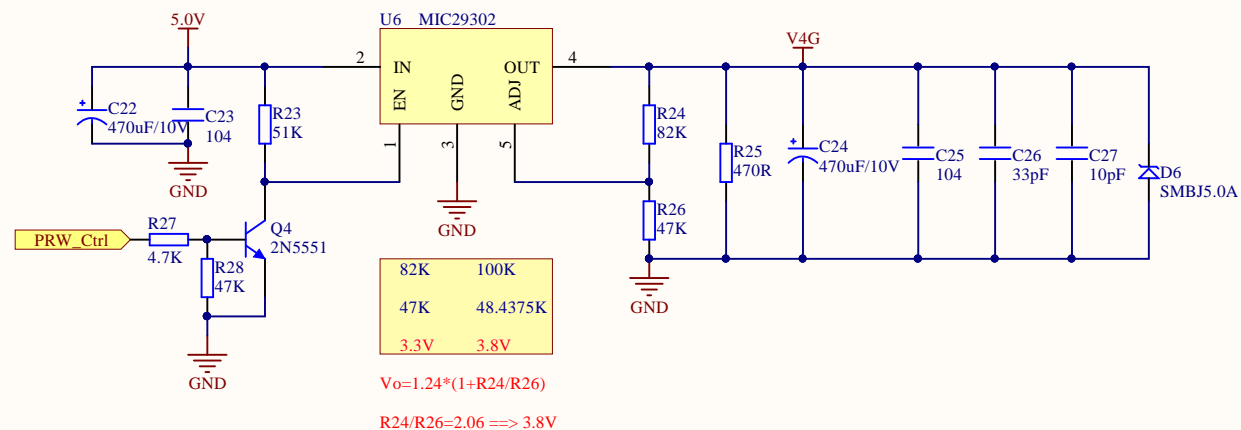 U6 MIC29302
5.0V
V4G
2
IN
OUT
4
EN
GND
ADJ
1
3
5
C22
470uF/10V
C23
104
R23
51K
R24
82K
R25
470R
C24
470uF/10V
C25
104
C26
33pF
C27
10pF
D6
SMBJ5.0A
GND
GND
R26
47K
PRW_Ctrl
R27
4.7K
Q4
2N5551
R28
47K
GND
GND
82K 100K
47K 48.4375K
3.3V 3.8V
Vo=1.24*(1+R24/R26)
R24/R26=2.06 ==> 3.8V